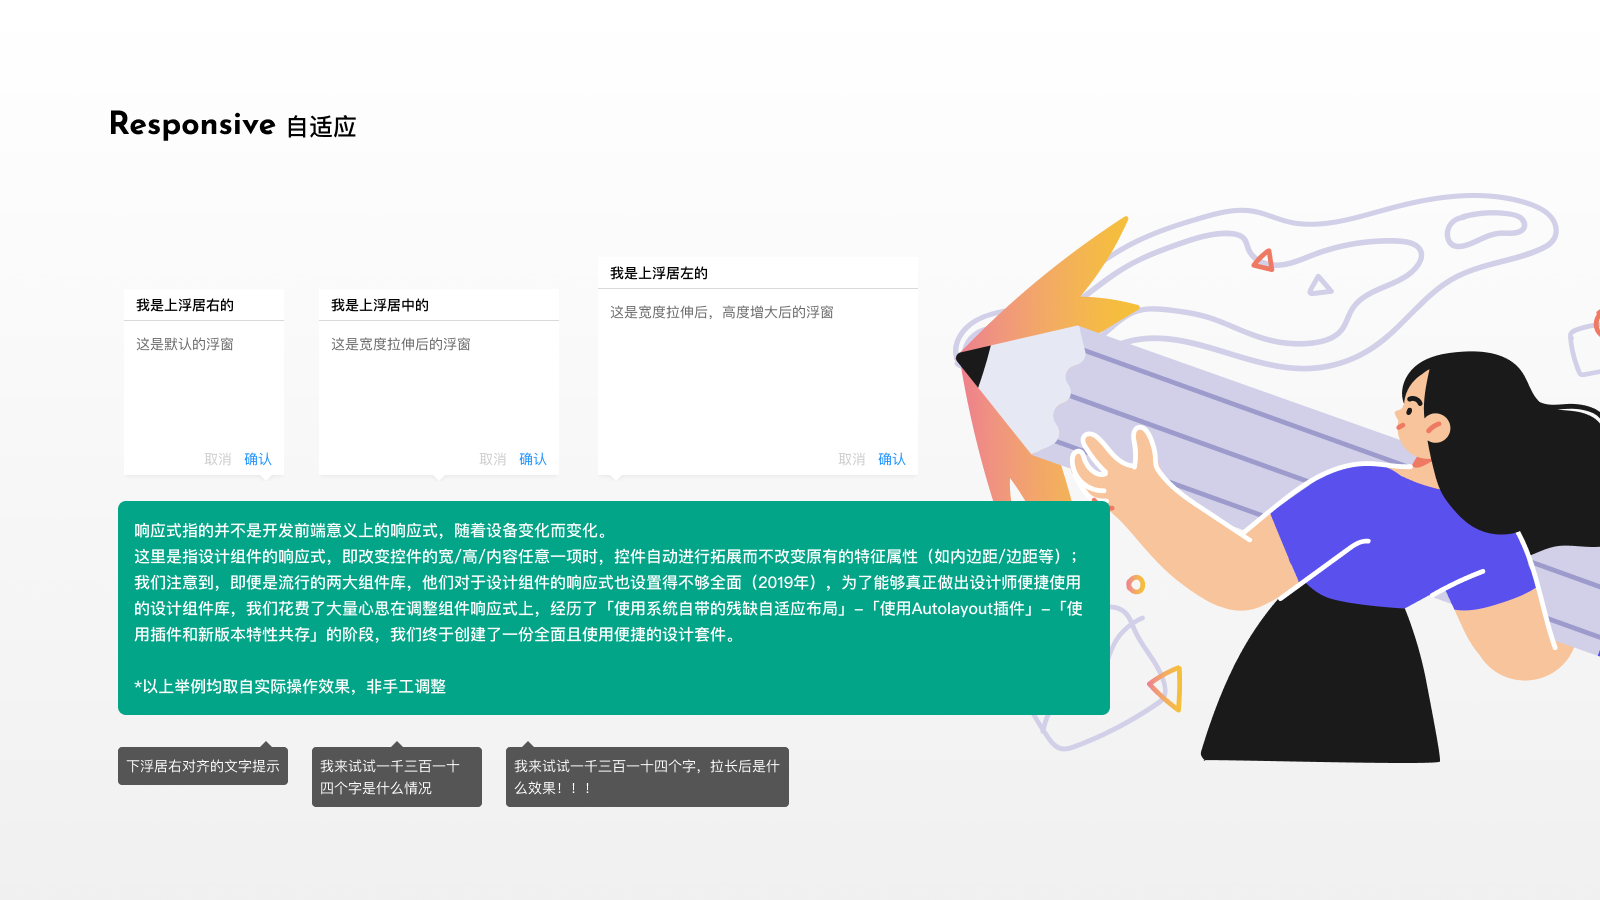 Responsive 自适应
我是上浮居右的
这是默认的浮窗
取消 确认
我是上浮居中的
这是宽度拉伸后的浮窗
取消 确认
我是上浮居左的
这是宽度拉伸后，高度增大后的浮窗
取消 确认
响应式指的并不是开发前端意义上的响应式，随着设备变化而变化。
这里是指设计组件的响应式，即改变控件的宽/高/内容任意一项时，控件自动进行拓展而不改变原有的特征属性（如内边距/边距等）；
我们注意到，即便是流行的两大组件库，他们对于设计组件的响应式也设置得不够全面（2019年），为了能够真正做出设计师便捷使用
的设计组件库，我们花费了大量心思在调整组件响应式上，经历了「使用系统自带的残缺自适应布局」–「使用Autolayout插件」–「使
用插件和新版本特性共存」的阶段，我们终于创建了一份全面且使用便捷的设计套件。
*以上举例均取自实际操作效果，非手工调整
下浮居右对齐的文字提示
我来试试一千三百一十
四个字是什么情况
我来试试一千三百一十四个字，拉长后是什
么效果！！！